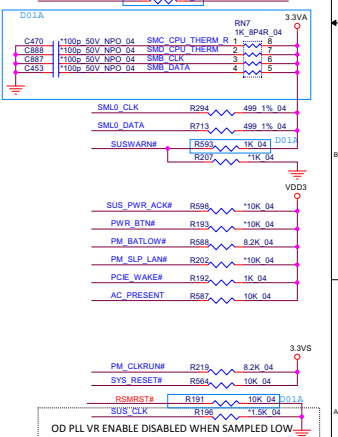 D01A
3.3VA
RN7
1K_8P4R_04
C470 *100p_50V_NPO_04 SMC_CPU_THERM_R 1 8
C888 *100p_50V_NPO_04 SMD_CPU_THERM 2 7
C887 *100p_50V_NPO_04 SMB_CLK 3 6
C453 *100p_50V_NPO_04 SMB_DATA 4 5
SML0_CLK R294 499_1%_04
SML0_DATA R713 499_1%_04
D01A
SUSWARN# R593 1K_04
R207 *1K_04
B
VDD3
SUS_PWR_ACK# R598 *10K_04
PWR_BTN# R193 *10K_04
PM_BATLOW# R588 8.2K_04
PM_SLP_LAN# R202 *10K_04
PCIE_WAKE# R192 1K_04
AC_PRESENT R587 10K_04
3.3VS
PM_CLKRUN# R219 8.2K_04
SYS_RESET# R564 10K_04
RSMRST# R191 10K_04 D01A
SUS_CLK R196 *1.5K_04
A
OD PLL VR ENABLE DISABLED WHEN SAMPLED LOW